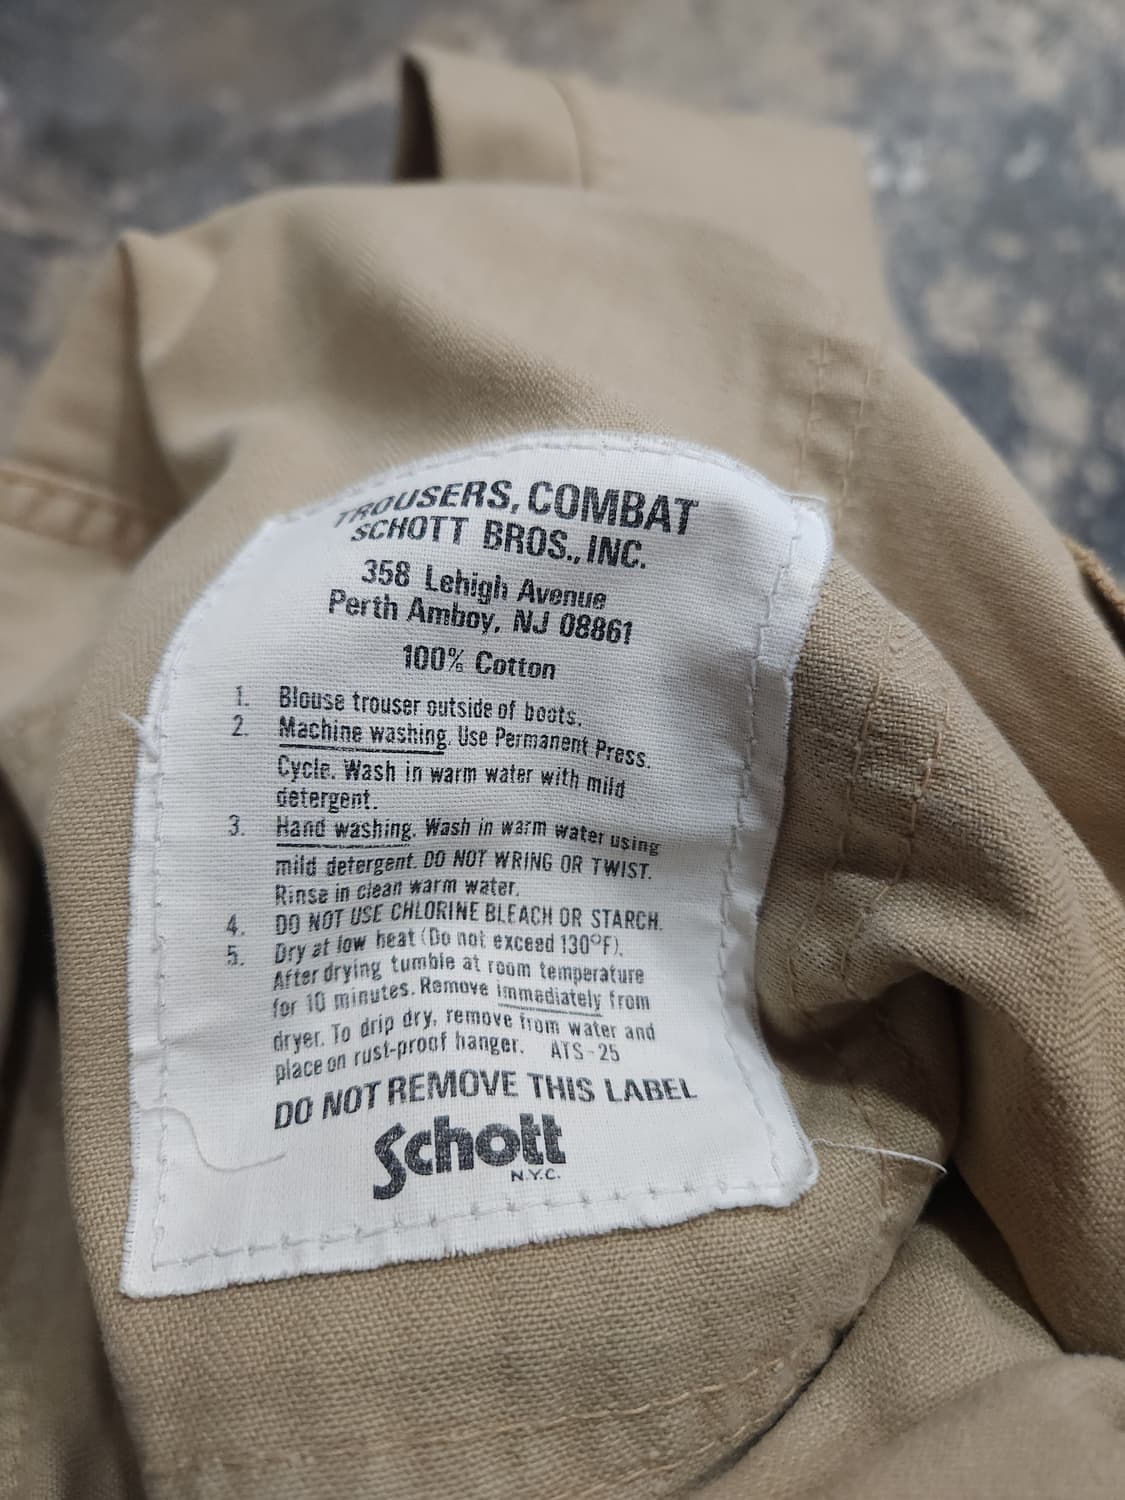 TROUSERS, COMBAT
SCHOTT BROS., INC.
358 Lehigh Avenue
Perth Amboy, NJ 08861
100% Cotton
1. Blouse trouser outside of boots.
2. Machine washing. Use Permanent Press.
Cycle. Wash in warm water with mild
detergent.
3. Hand washing. Wash in warm water using
mild detergent. DO NOT WRING OR TWIST.
Rinse in clean warm water.
4. DO NOT USE CHLORINE BLEACH OR STARCH.
5. Dry at low heat (Do not exceed 130°F).
After drying tumble at room temperature
for 10 minutes. Remove immediately from
dryer. To drip dry, remove from water and
place on rust-proof hanger. ATS-25
DO NOT REMOVE THIS LABEL
Schott
N.Y.C.